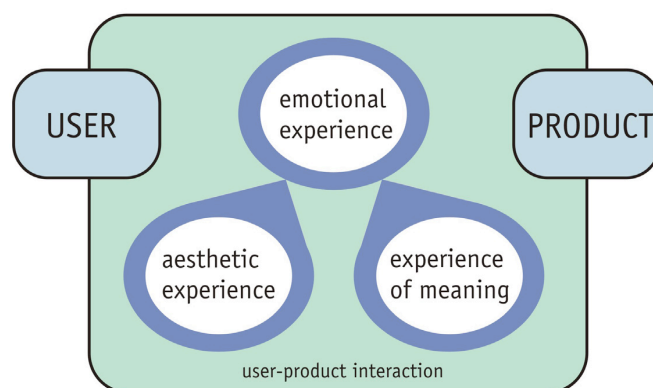 emotional
experience
USER
PRODUCT
aesthetic
experience
experience
of meaning
user-product interaction